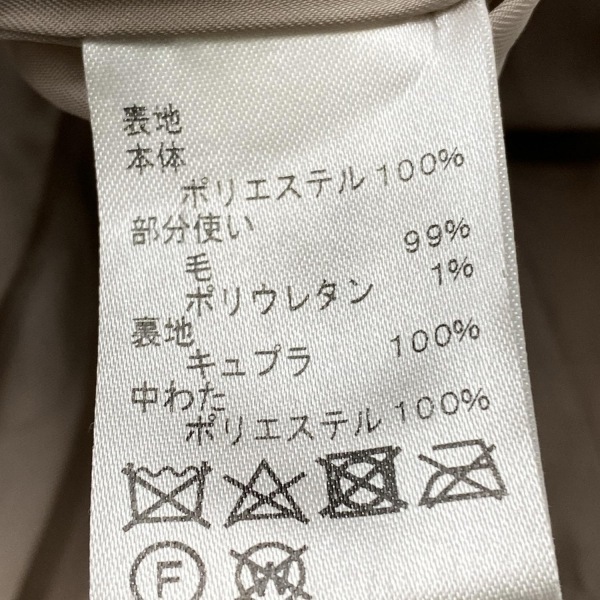 表地
本体
ポリエステル 100%
部分使い
毛 99%
ポリウレタン 1%
裏地
キュプラ 100%
中わた
ポリエステル 100%
F
W